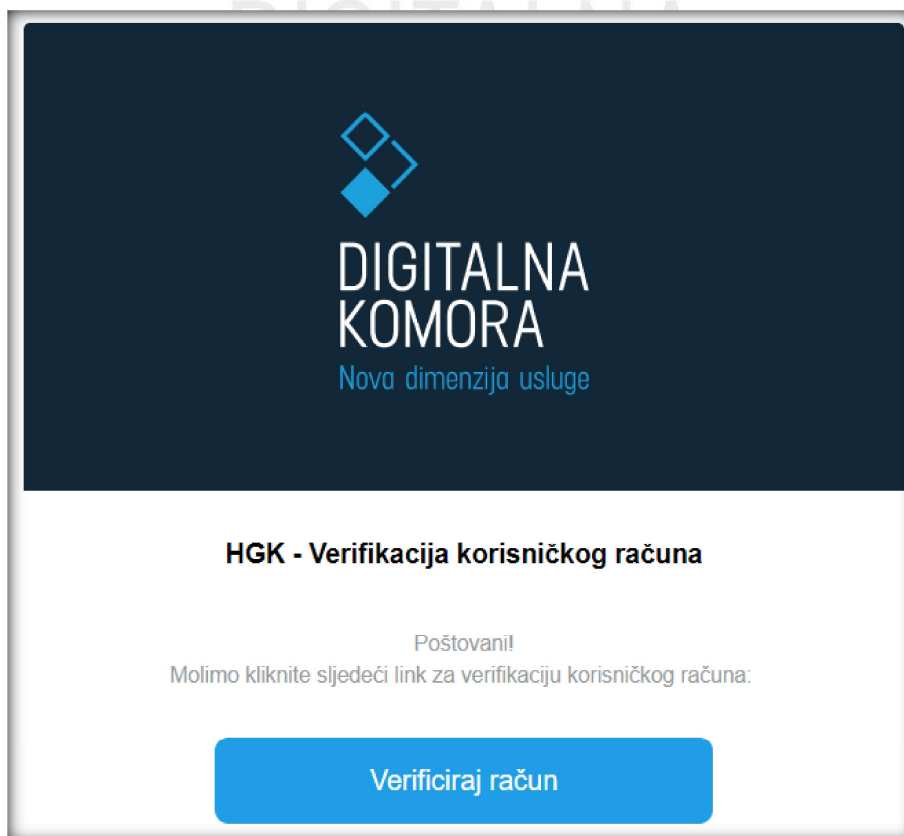 DIGITALNA
DIGITALNA
KOMORA
Nova dimenzija usluge
HGK - Verifikacija korisničkog računa
Poštovani!
Molimo kliknite sljedeći link za verifikaciju korisničkog računa:
Verificiraj račun